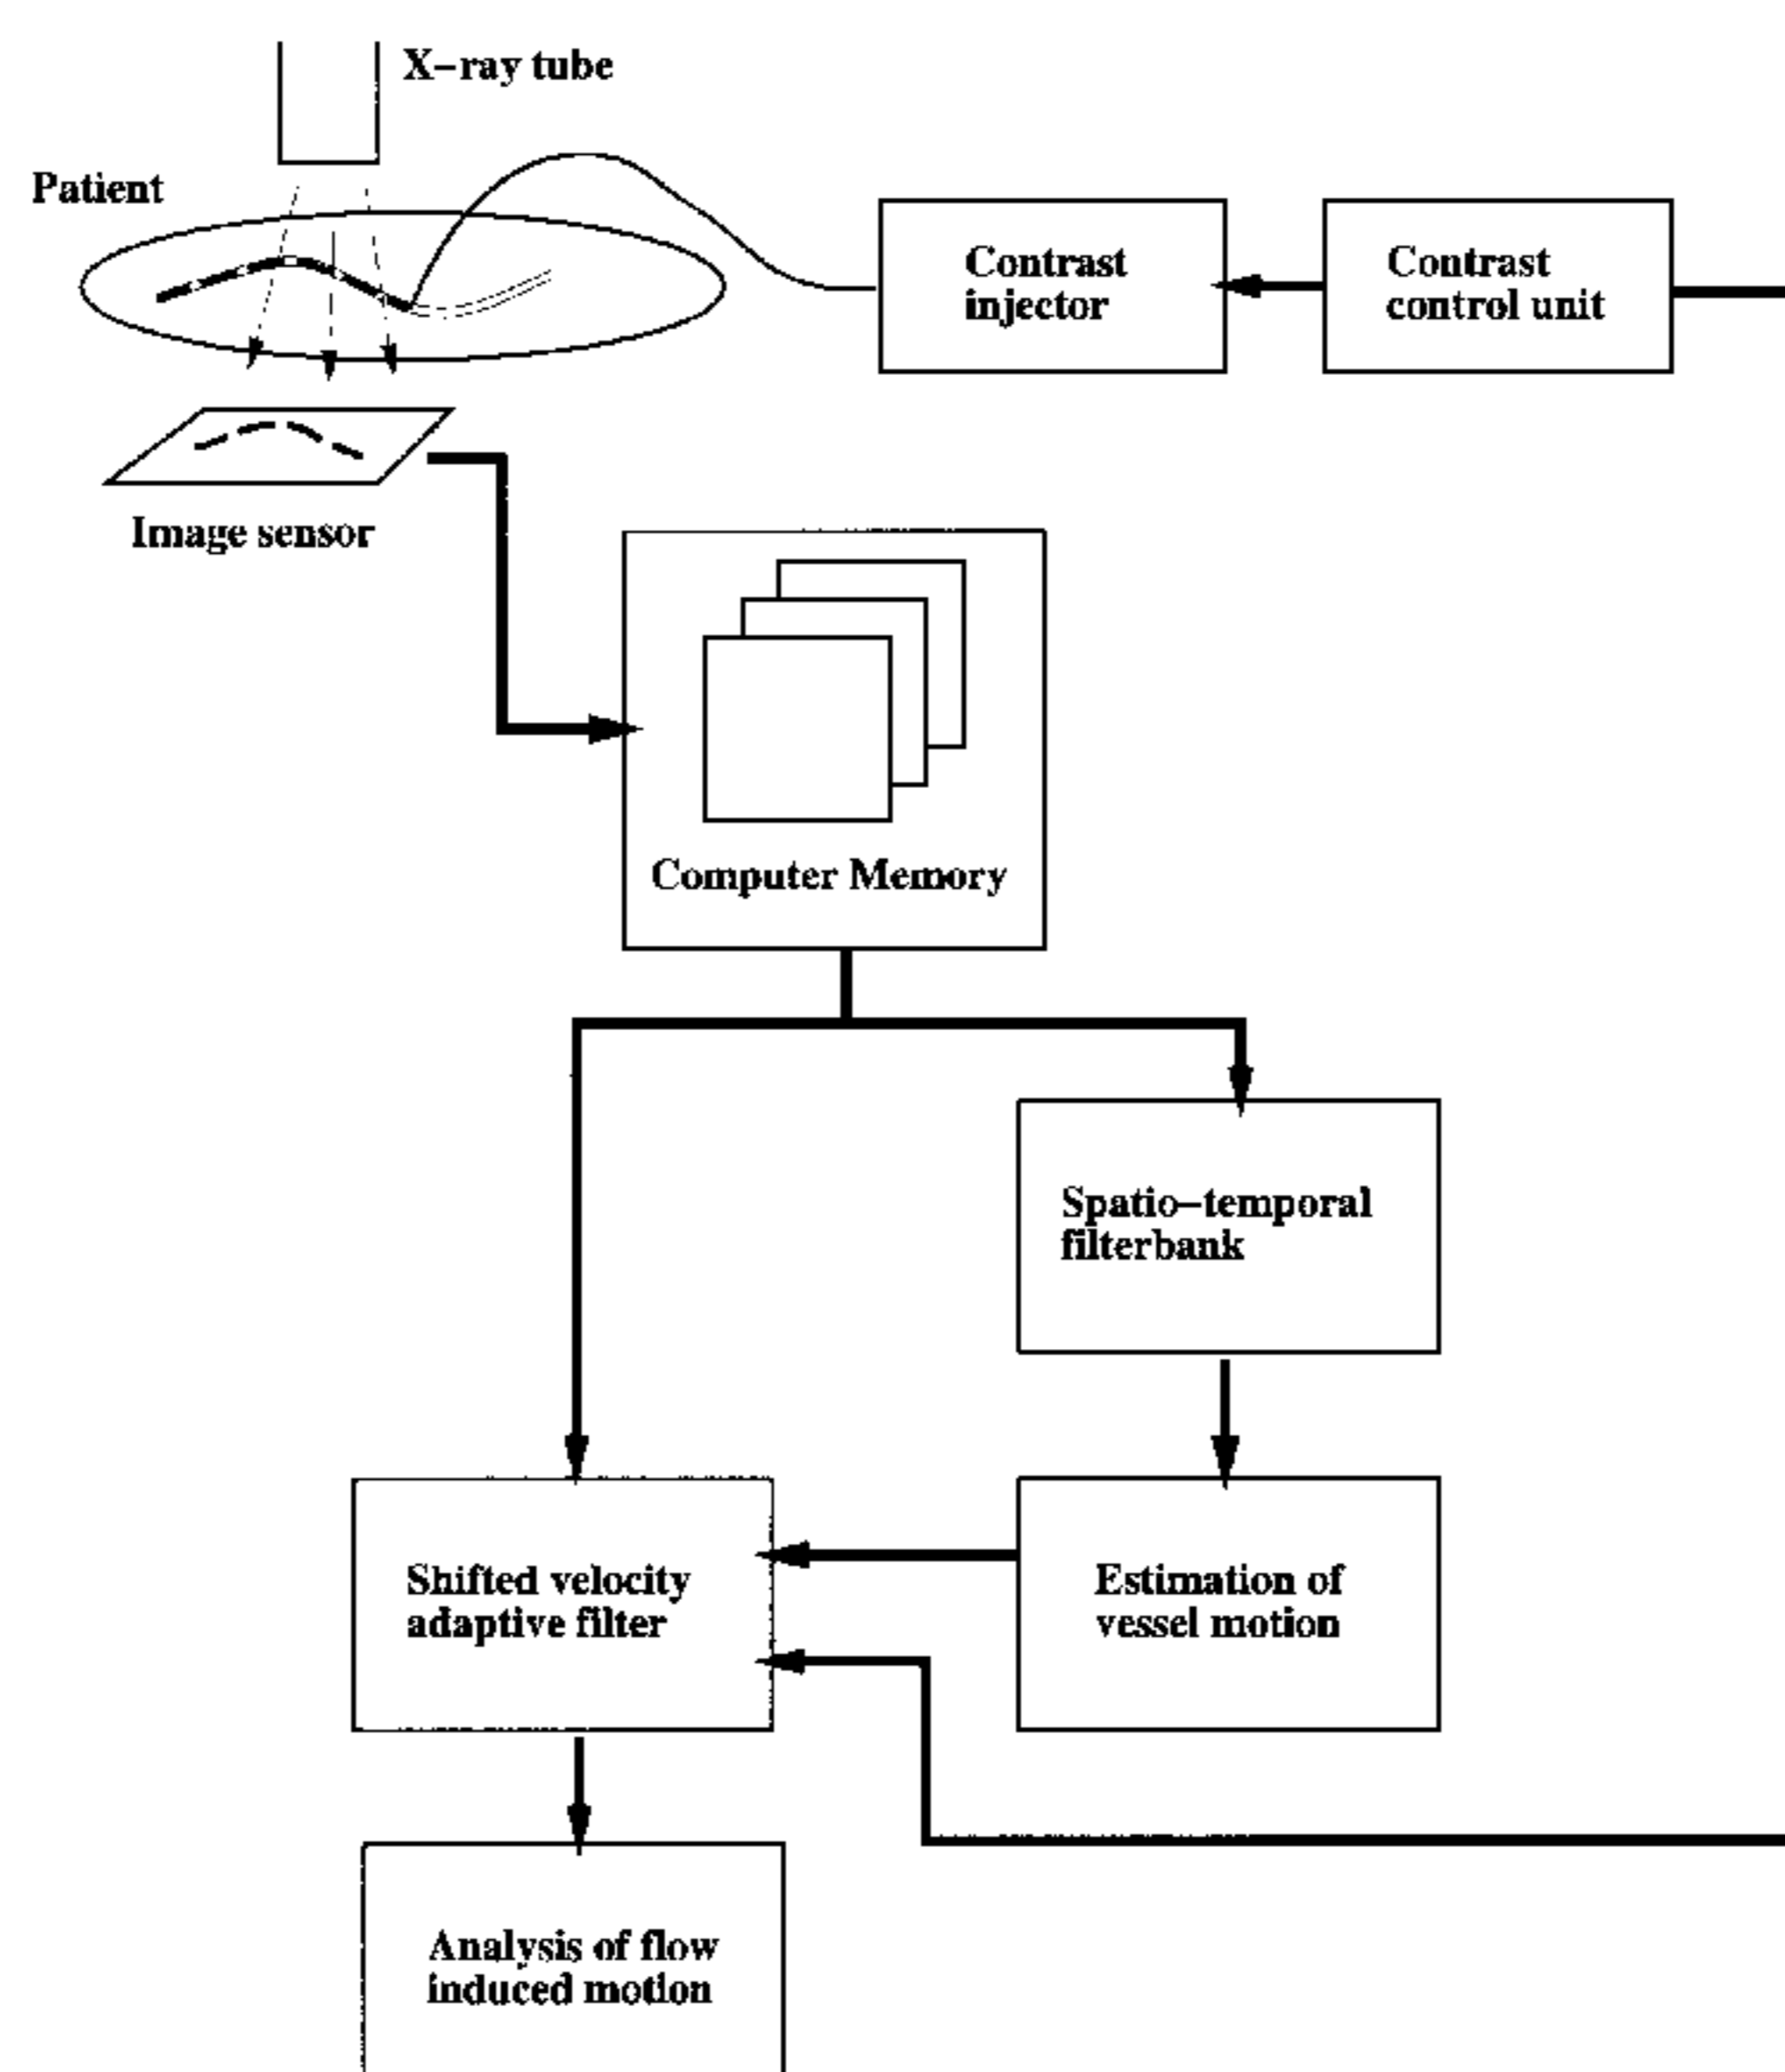 X-ray tube
Patient
Contrast
injector
Contrast
control unit
Image sensor
Computer Memory
Spatio-temporal
filterbank
Shifted velocity
adaptive filter
Estimation of
vessel motion
Analysis of flow
induced motion